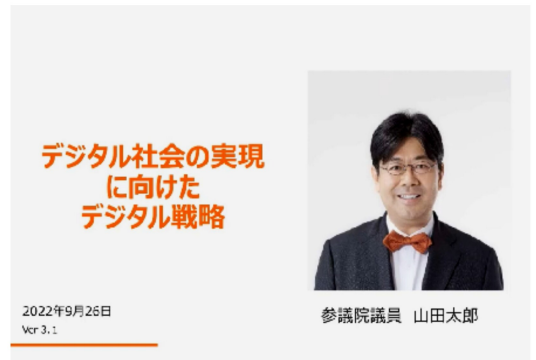 デジタル社会の実現
に向けた
デジタル戦略
2022年9月26日
Ver 3.1
参議院議員 山田太郎